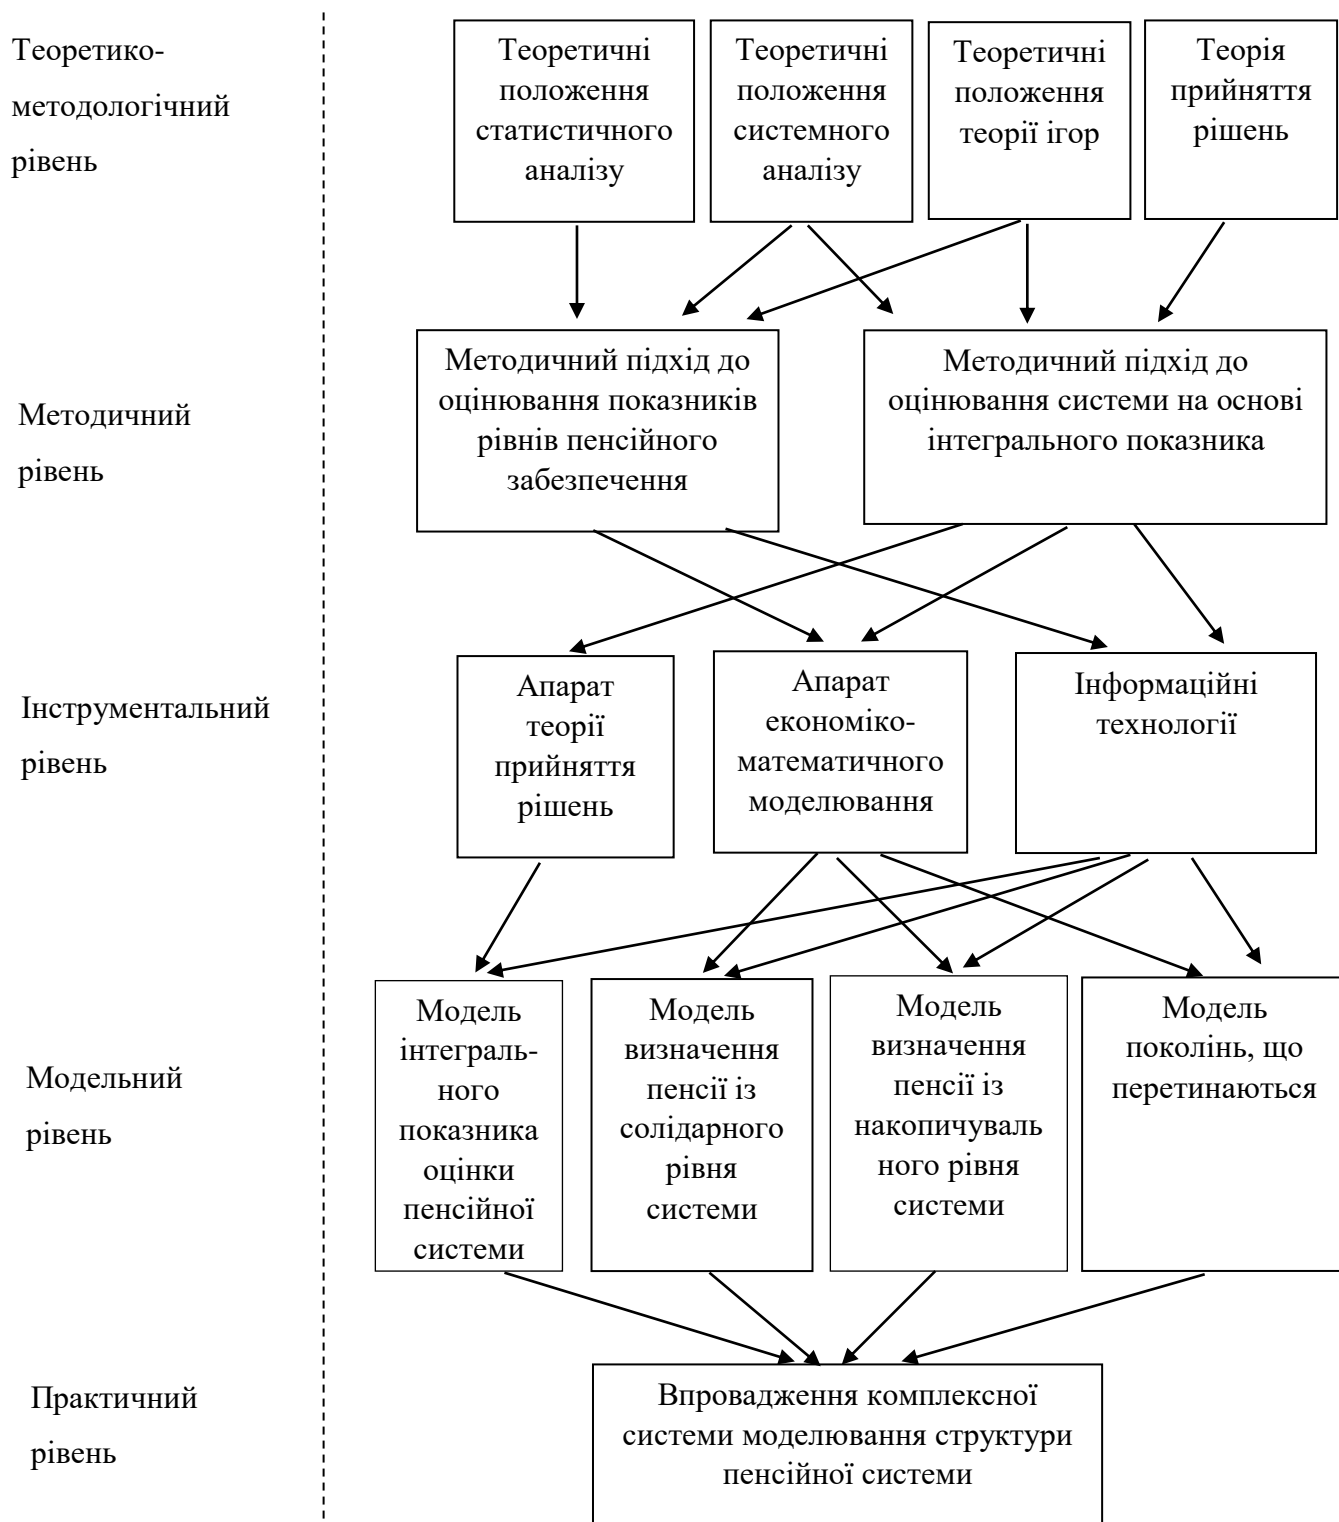 Теоретико-
методологічний
рівень
Теоретичні
положення
статистичного
аналізу
Теоретичні
положення
системного
аналізу
Теоретичні
положення
теорії ігор
Теорія
прийняття
рішень
Методичний
рівень
Методичний підхід до
оцінювання показників
рівнів пенсійного
забезпечення
Методичний підхід до
оцінювання системи на основі
інтегрального показника
Інструментальний
рівень
Апарат
теорії
прийняття
рішень
Апарат
економіко-
математичного
моделювання
Інформаційні
технології
Модельний
рівень
Модель
інтеграль-
ного
показника
оцінки
пенсійної
системи
Модель
визначення
пенсії із
солідарного
рівня
системи
Модель
визначення
пенсії із
накопичуваль
ного рівня
системи
Модель
поколінь, що
перетинаються
Практичний
рівень
Впровадження комплексної
системи моделювання структури
пенсійної системи